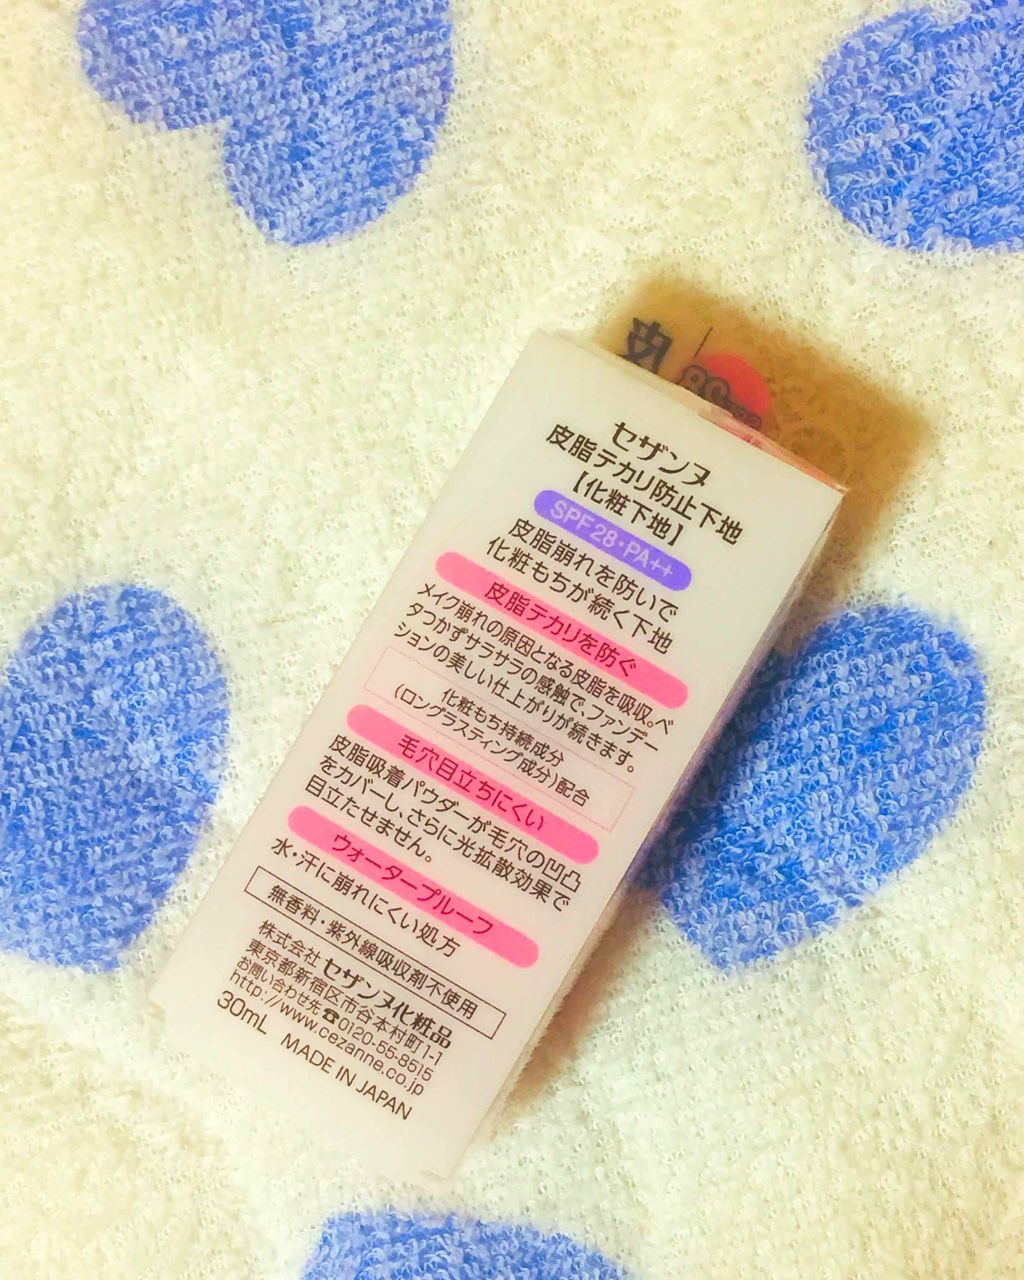 セザンヌ
皮脂テカリ防止下地
【化粧下地】
SPF28・PA++
皮脂崩れを防いで
化粧もちが続く下地
皮脂テカリを防ぐ
メイク崩れの原因となる皮脂を吸収。ベ
タつかずサラサラの感触で、ファンデー
ションの美しい仕上がりが続きます。
化粧もち持続成分
(ロングラスティング成分)配合
毛穴目立ちにくい
皮脂吸着パウダーが毛穴の凹凸
をカバーし、さらに光拡散効果で
目立たせません。
ウォータープルーフ
水・汗に崩れにくい処方
無香料・紫外線吸収剤不使用
株式会社 セザンヌ化粧品
東京都新宿区市谷本村町1-1
お問い合わせ先☎0120-55-8515
http://www.cezanne.co.jp
30mL MADE IN JAPAN